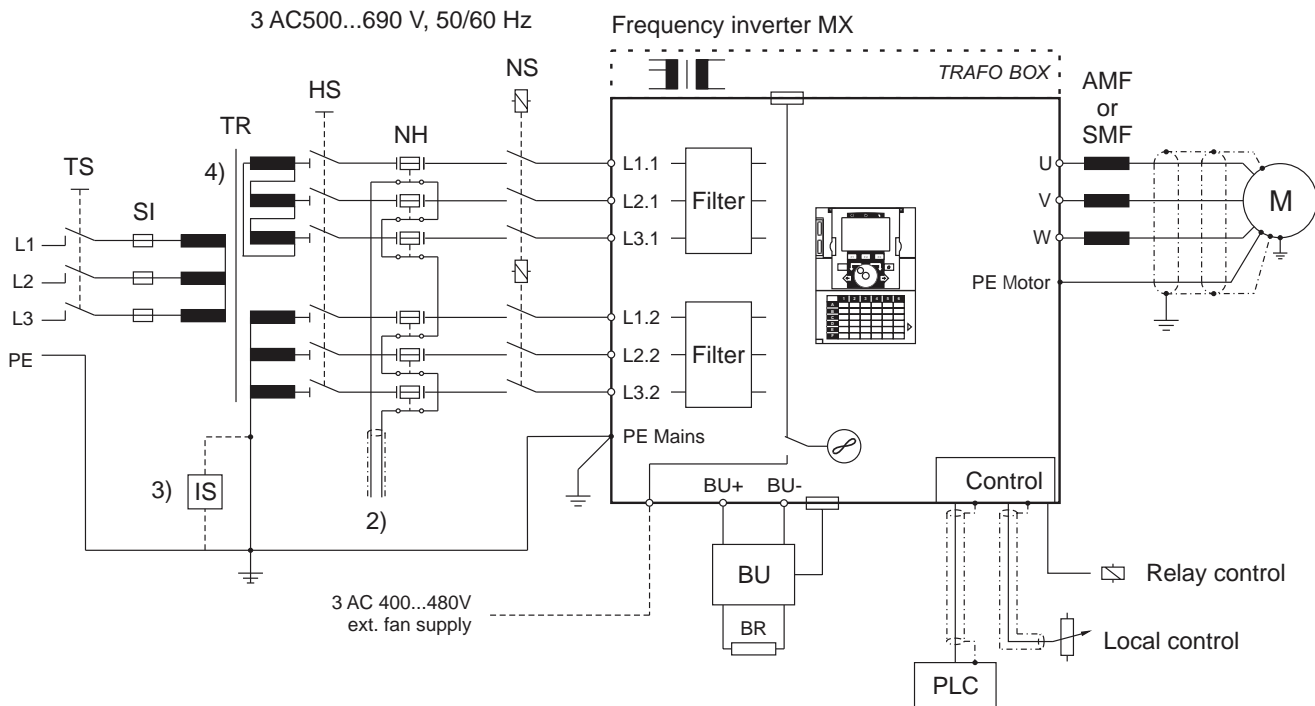 3 AC500...690 V, 50/60 Hz
Frequency inverter MX
TRAFO BOX
NS
HS
AMF
or
SMF
TR
NH
TS
4)
L1.1
U
SI
L2.1
Filter
V
M
L1
L3.1
W
L2
PE Motor
L3
L1.2
PE
L2.2
Filter
L3.2
PE Mains
3)
IS
2)
BU+
BU-
Control
BU
3 AC 400...480V
ext. fan supply
BR
Relay control
Local control
PLC